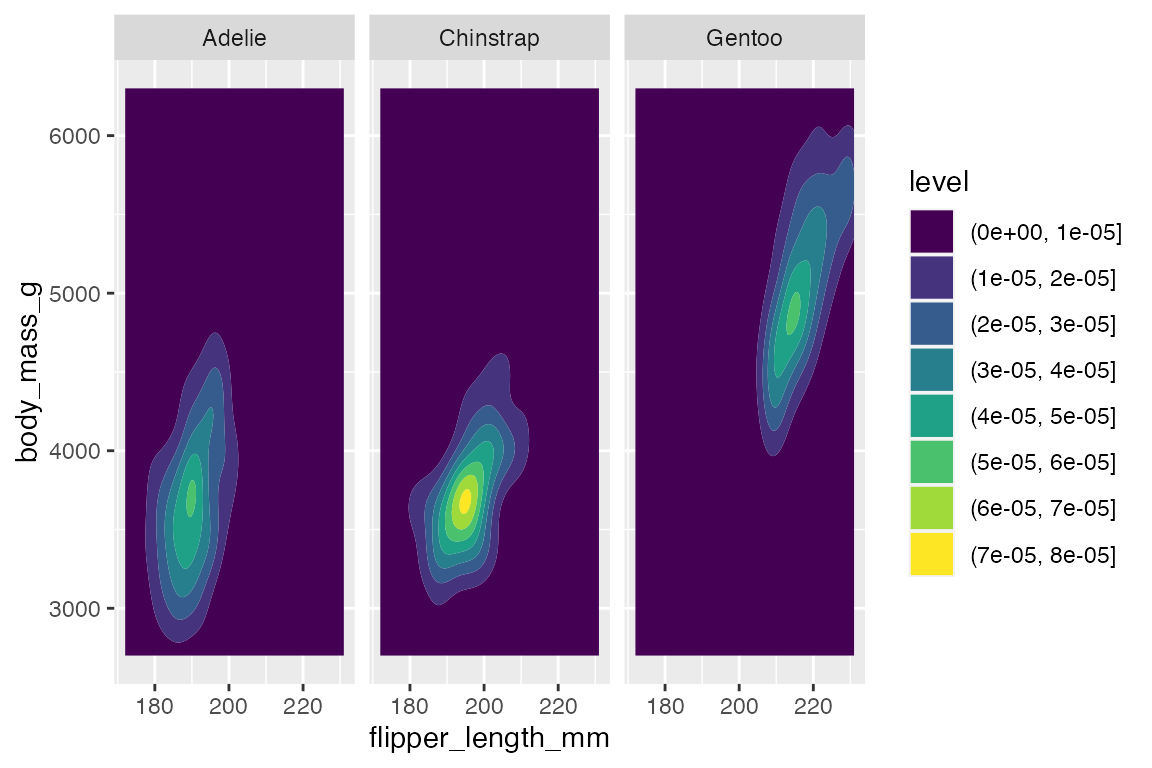 Adelie
Chinstrap
Gentoo
6000
5000
4000
3000
body_mass_g
180 200 220
180 200 220
180 200 220
flipper_length_mm
level
(0e+00, 1e-05]
(1e-05, 2e-05]
(2e-05, 3e-05]
(3e-05, 4e-05]
(4e-05, 5e-05]
(5e-05, 6e-05]
(6e-05, 7e-05]
(7e-05, 8e-05]